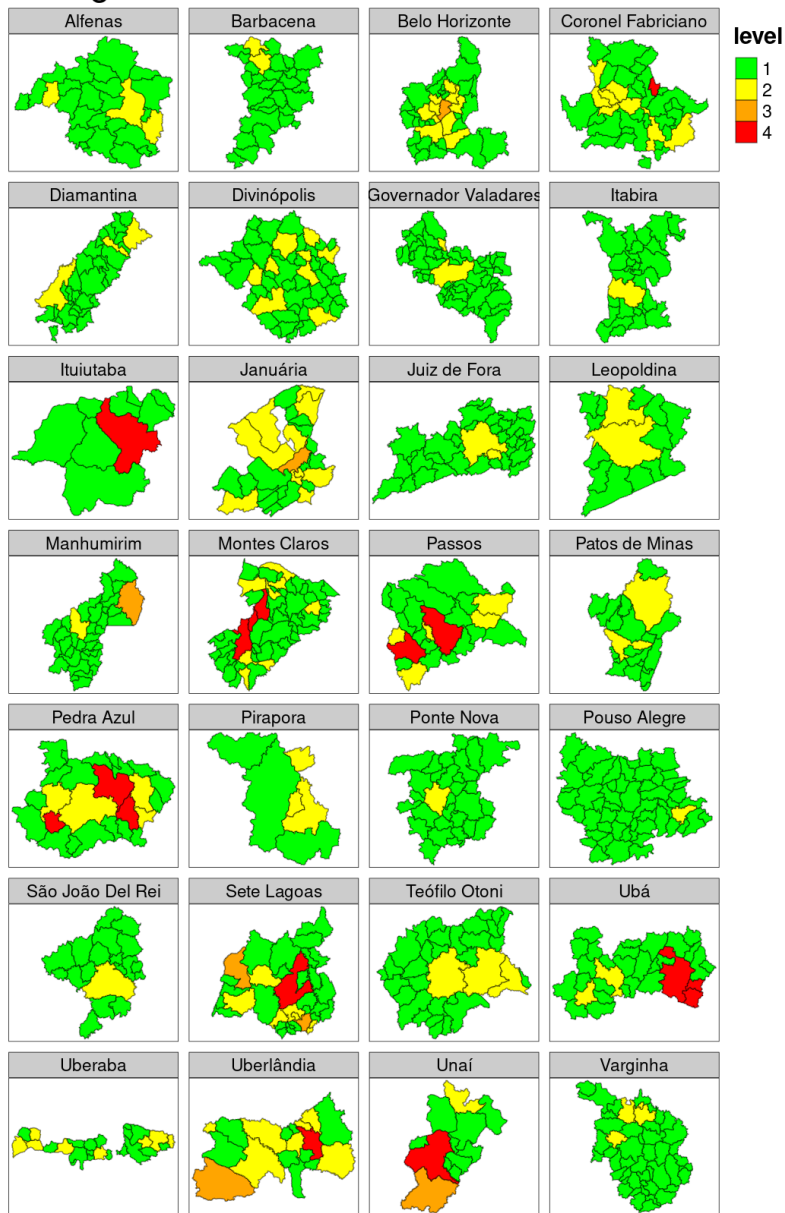 Alfenas
Barbacena
Belo Horizonte
Coronel Fabriciano
level
1
2
3
4
Diamantina
Divinópolis
Governador Valadares
Itabira
Ituiutaba
Januária
Juiz de Fora
Leopoldina
Manhumirim
Montes Claros
Passos
Patos de Minas
Pedra Azul
Pirapora
Ponte Nova
Pouso Alegre
São João Del Rei
Sete Lagoas
Teófilo Otoni
Ubá
Uberaba
Uberlândia
Unaí
Varginha